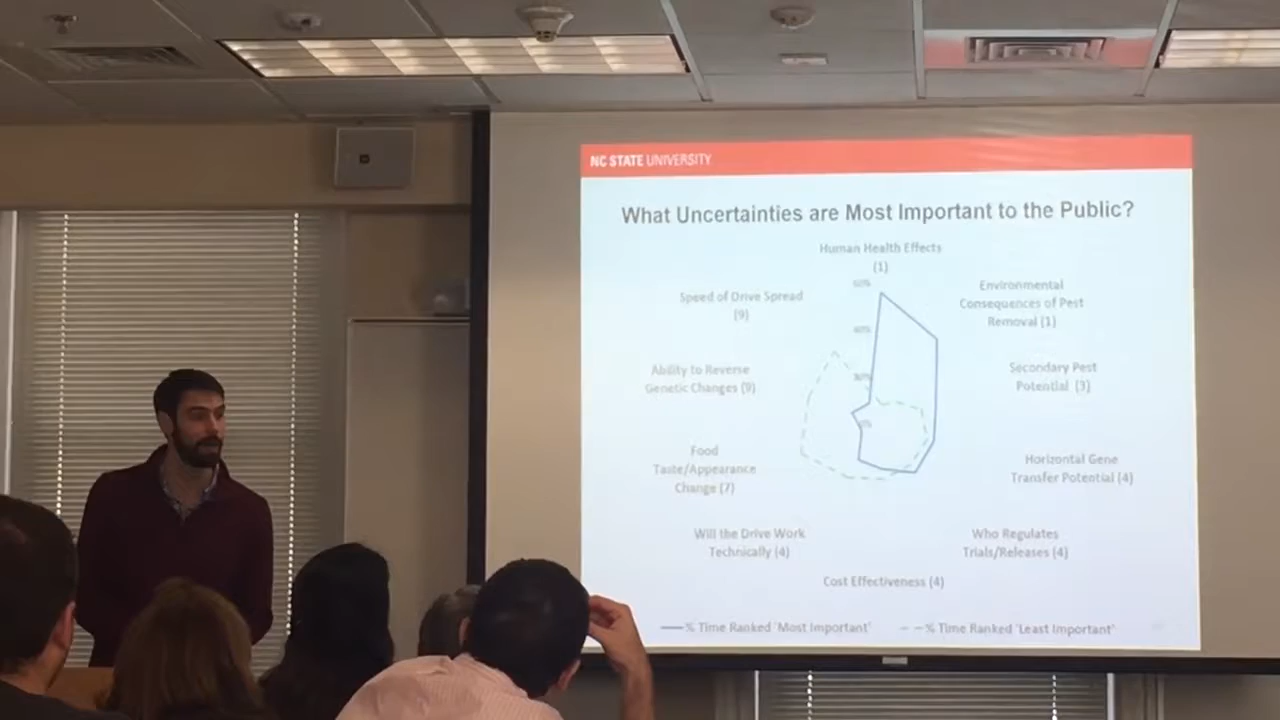 NC STATE UNIVERSITY
What Uncertainties are Most Important to the Public?
Human Health Effects
(1)
60%
Speed of Drive Spread
(9)
Environmental
Consequences of Pest
Removal (1)
40%
Ability to Reverse
Genetic Changes (9)
Secondary Pest
Potential (3)
Food
Taste/Appearance
Change (7)
Horizontal Gene
Transfer Potential (4)
Will the Drive Work
Technically (4)
Who Regulates
Trials/Releases (4)
Cost Effectiveness (4)
% Time Ranked 'Most Important'
% Time Ranked 'Least Important'